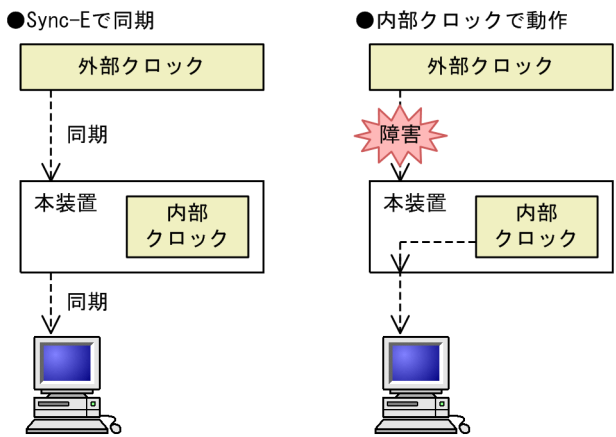 ●Sync-Eで同期
外部クロック
同期
本装置
内部
クロック
同期
●内部クロックで動作
外部クロック
障害
本装置
内部
クロック